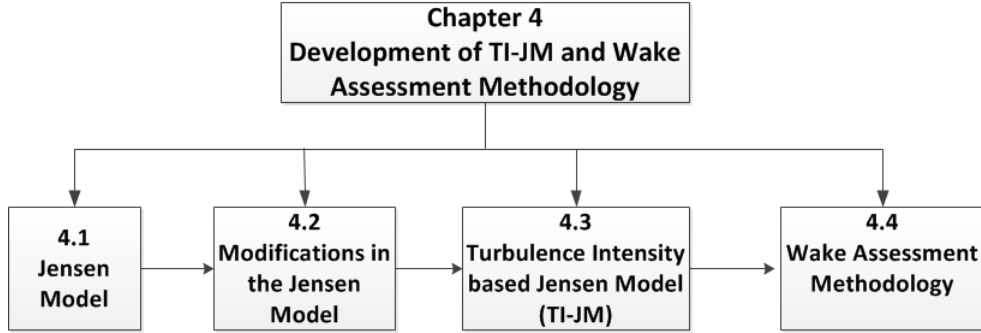 Chapter 4
Development of TI-JM and Wake
Assessment Methodology
4.1
Jensen
Model
4.2
Modifications in
the Jensen
Model
4.3
Turbulence Intensity
based Jensen Model
(TI-JM)
4.4
Wake Assessment
Methodology